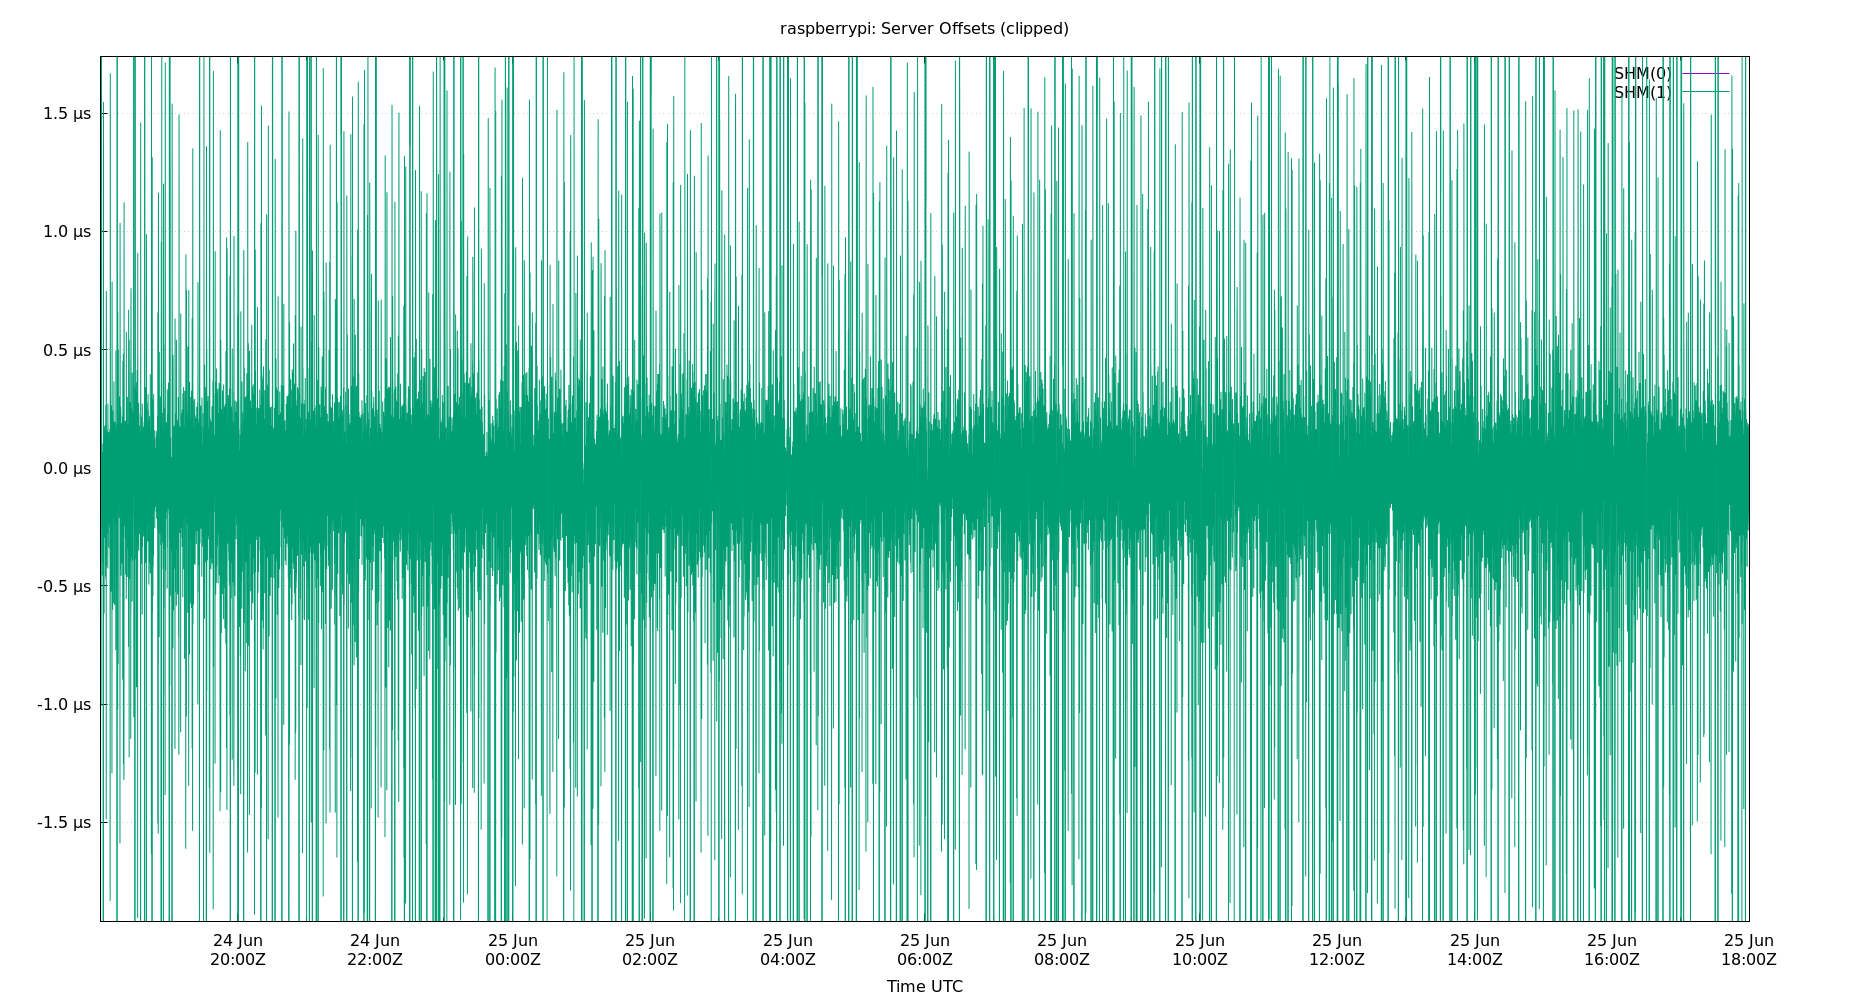 raspberrypi: Server Offsets (clipped)
SHM(0)
SHM(1)
1.5 µs
1.0 µs
0.5 µs
0.0 µs
-0.5 µs
-1.0 µs
-1.5 µs
24 Jun 24 Jun 25 Jun 25 Jun 25 Jun 25 Jun 25 Jun 25 Jun 25 Jun 25 Jun 25 Jun 25 Jun
20:00Z 22:00Z 00:00Z 02:00Z 04:00Z 06:00Z 08:00Z 10:00Z 12:00Z 14:00Z 16:00Z 18:00Z
Time UTC